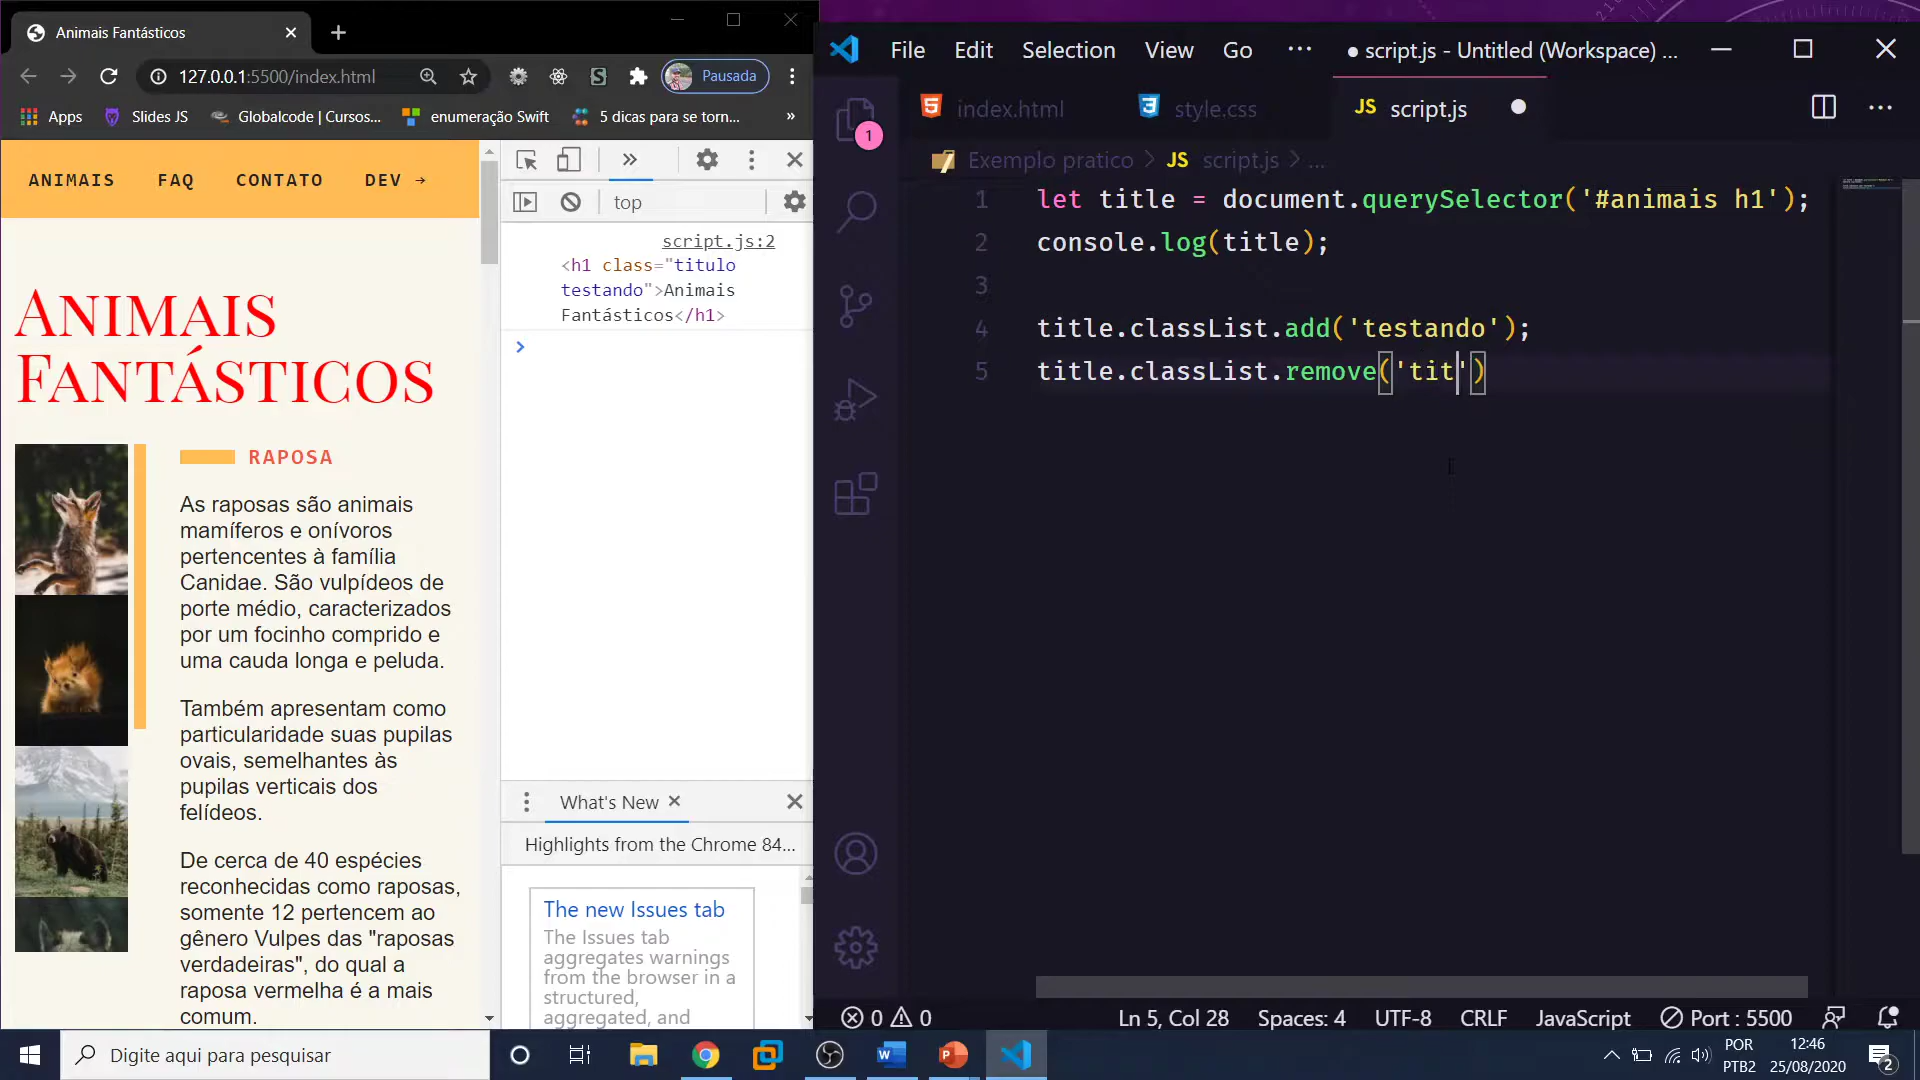 Animais Fantásticos
127.0.0.1:5500/index.html
Pausada
Apps
Slides JS
Globalcode | Cursos...
enumeração Swift
5 dicas para se torn...
»
ANIMAIS FAQ CONTATO DEV →
ANIMAIS
FANTÁSTICOS
RAPOSA
As raposas são animais
mamíferos e onívoros
pertencentes à família
Canidae. São vulpídeos de
porte médio, caracterizados
por um focinho comprido e
uma cauda longa e peluda.
Também apresentam como
particularidade suas pupilas
ovais, semelhantes às
pupilas verticais dos
felídeos.
De cerca de 40 espécies
reconhecidas como raposas,
somente 12 pertencem ao
gênero Vulpes das "raposas
verdadeiras", do qual a
raposa vermelha é a mais
comum.
»
top
script.js:2
<h1 class="titulo
testando">Animais
Fantásticos</h1>
What's New
Highlights from the Chrome 84...
The new Issues tab
The Issues tab
aggregates warnings
from the browser in a
structured,
aggregated, and
File Edit Selection View Go ···
● script.js - Untitled (Workspace) ...
index.html
style.css
JS script.js
1
Exemplo pratico > JS script.js > ...
1 let title = document.querySelector('#animais h1');
2 console.log(title);
3
4 title.classList.add('testando');
5 title.classList.remove('tit')
0 0
Ln 5, Col 28 Spaces: 4 UTF-8 CRLF JavaScript Port : 5500
Digite aqui para pesquisar
POR
PTB2
12:46
25/08/2020
2